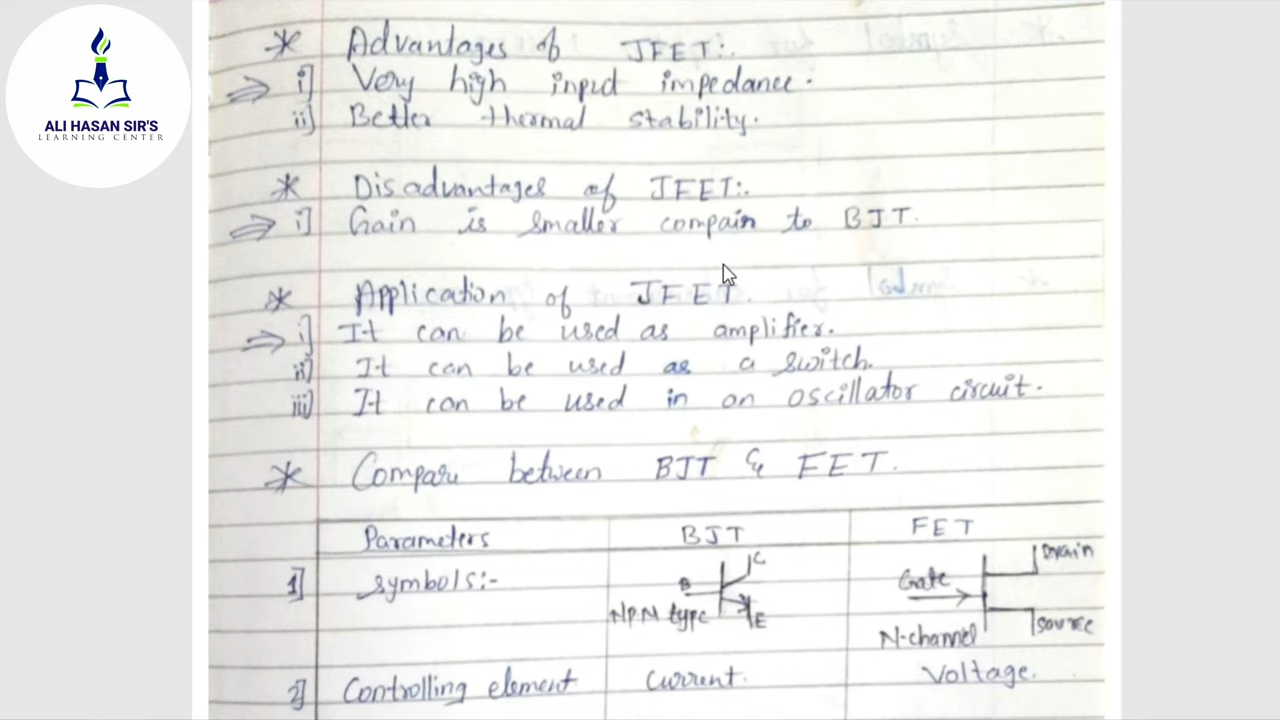 ALI HASAN SIR'S
LEARNING CENTER
* Advantages of JFET:.
⇒ i] Very high input impedance.
ii] Better thermal stability.
* Disadvantages of JFET:.
⇒ i] Gain is smaller compain to BJT.
* Application of JFET.
⇒ i] It can be used as amplifier.
ii] It can be used as a switch.
iii] It can be used in an oscillator circuit.
* Compare between BJT & FET.
Parameters BJT FET
1] symbols:- B C E NPN type Gate Drain Source N-channel
2] Controlling element current. Voltage.